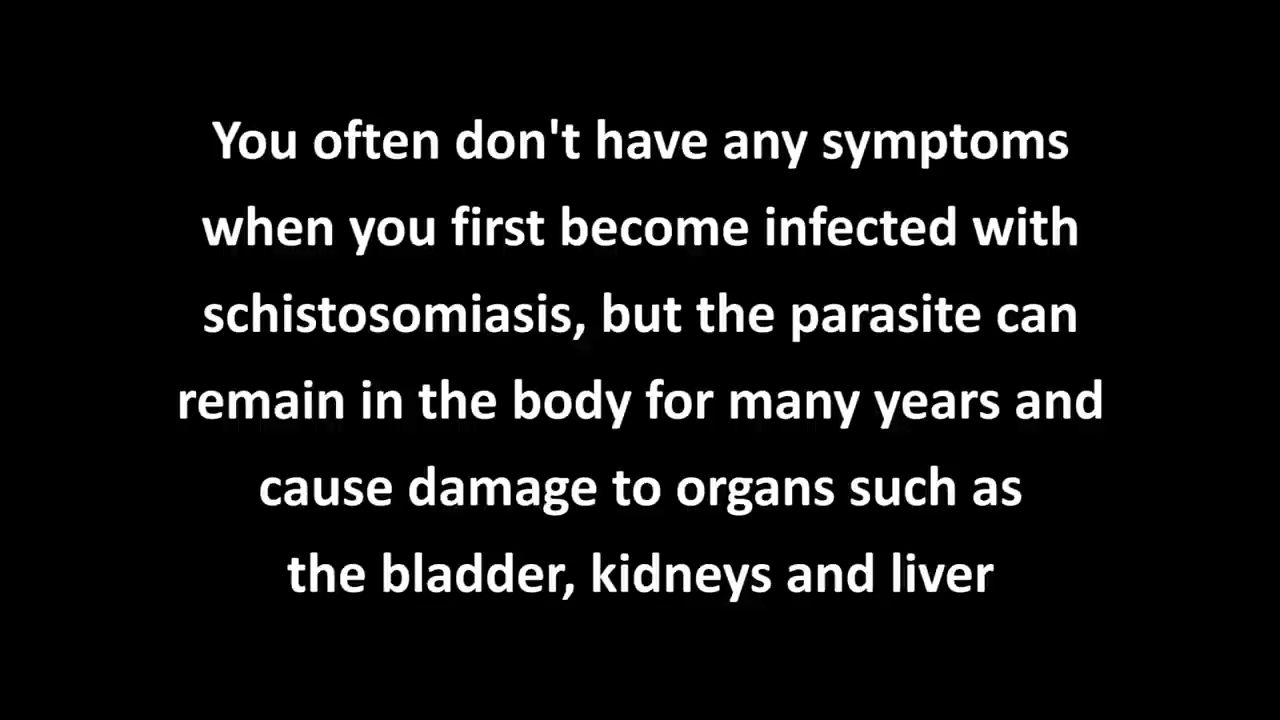 You often don't have any symptoms
when you first become infected with
schistosomiasis, but the parasite can
remain in the body for many years and
cause damage to organs such as
the bladder, kidneys and liver